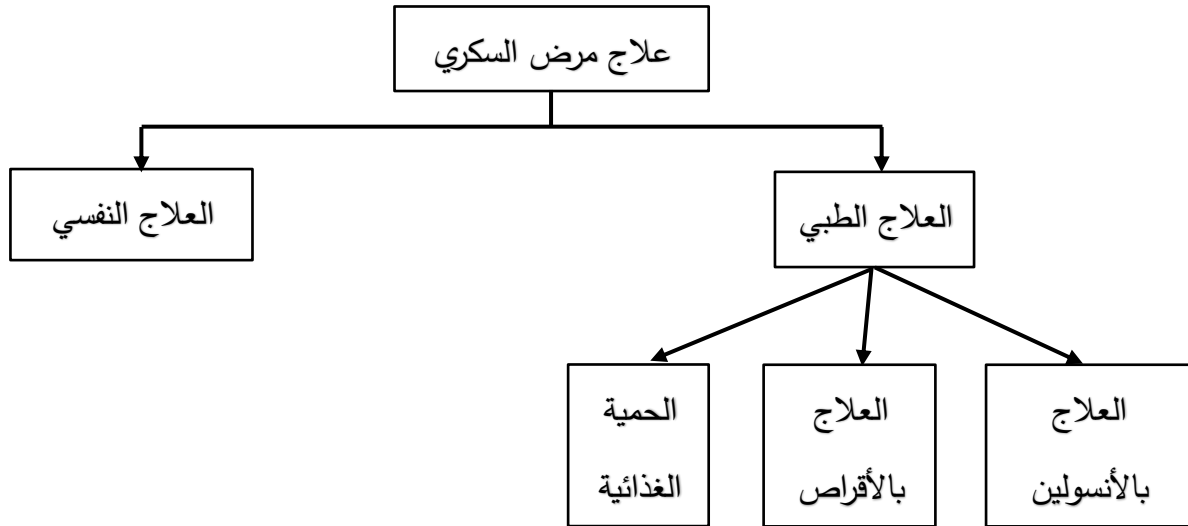 علاج مرض السكري
العلاج الطبي
العلاج النفسي
العلاج
بالأنسولين
العلاج
بالأقراص
الحمية
الغذائية